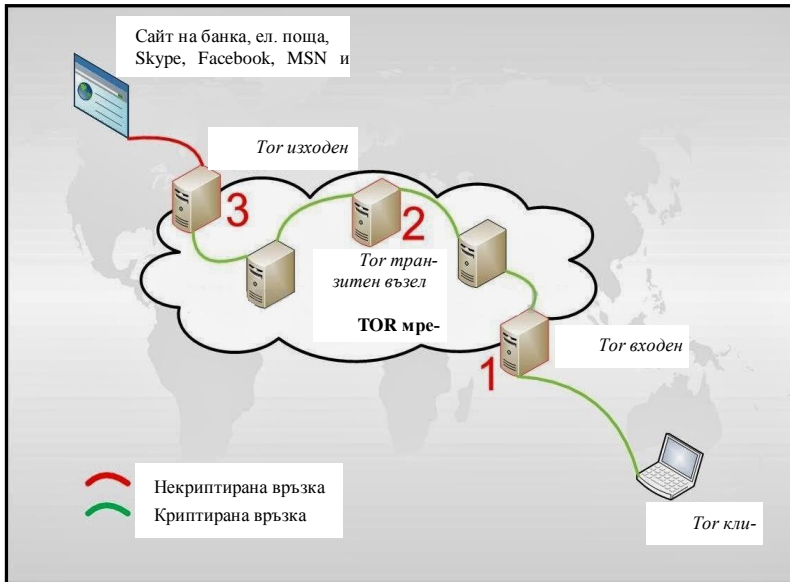 Сайт на банка, ел. поща,
Skype, Facebook, MSN и
Tor изходен
3
2
Tor тран-
зитен възел
TOR мре-
Tor входен
1
Некриптирана връзка
Криптирана връзка
Tor кли-